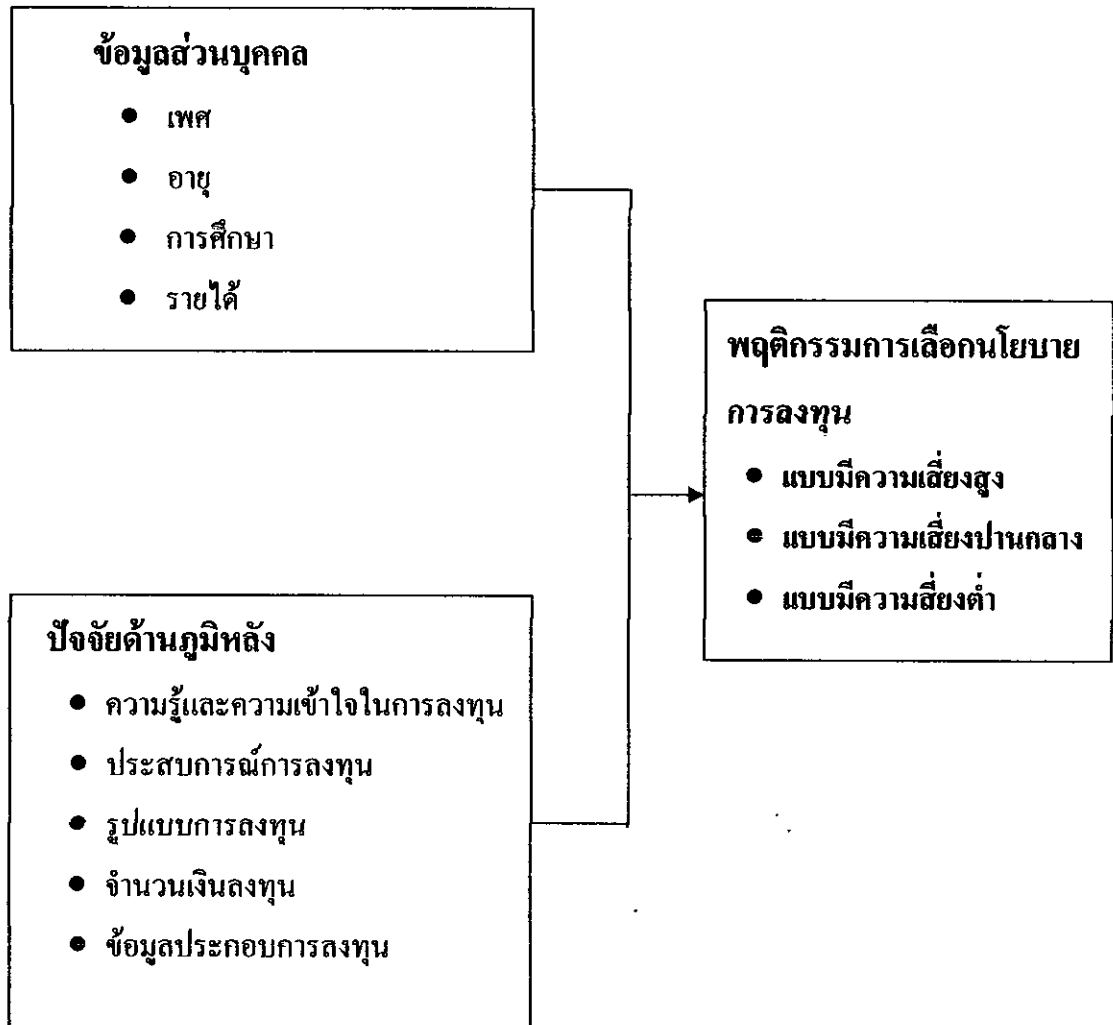 ข้อมูลส่วนบุคคล
● เพศ
● อายุ
● การศึกษา
● รายได้
พฤติกรรมการเลือกนโยบาย
การลงทุน
● แบบมีความเสี่ยงสูง
● แบบมีความเสี่ยงปานกลาง
● แบบมีความสี่ยงต่ำ
ปัจจัยด้านภูมิหลัง
● ความรู้และความเข้าใจในการลงทุน
● ประสบการณ์การลงทุน
● รูปแบบการลงทุน
● จำนวนเงินลงทุน
● ข้อมูลประกอบการลงทุน